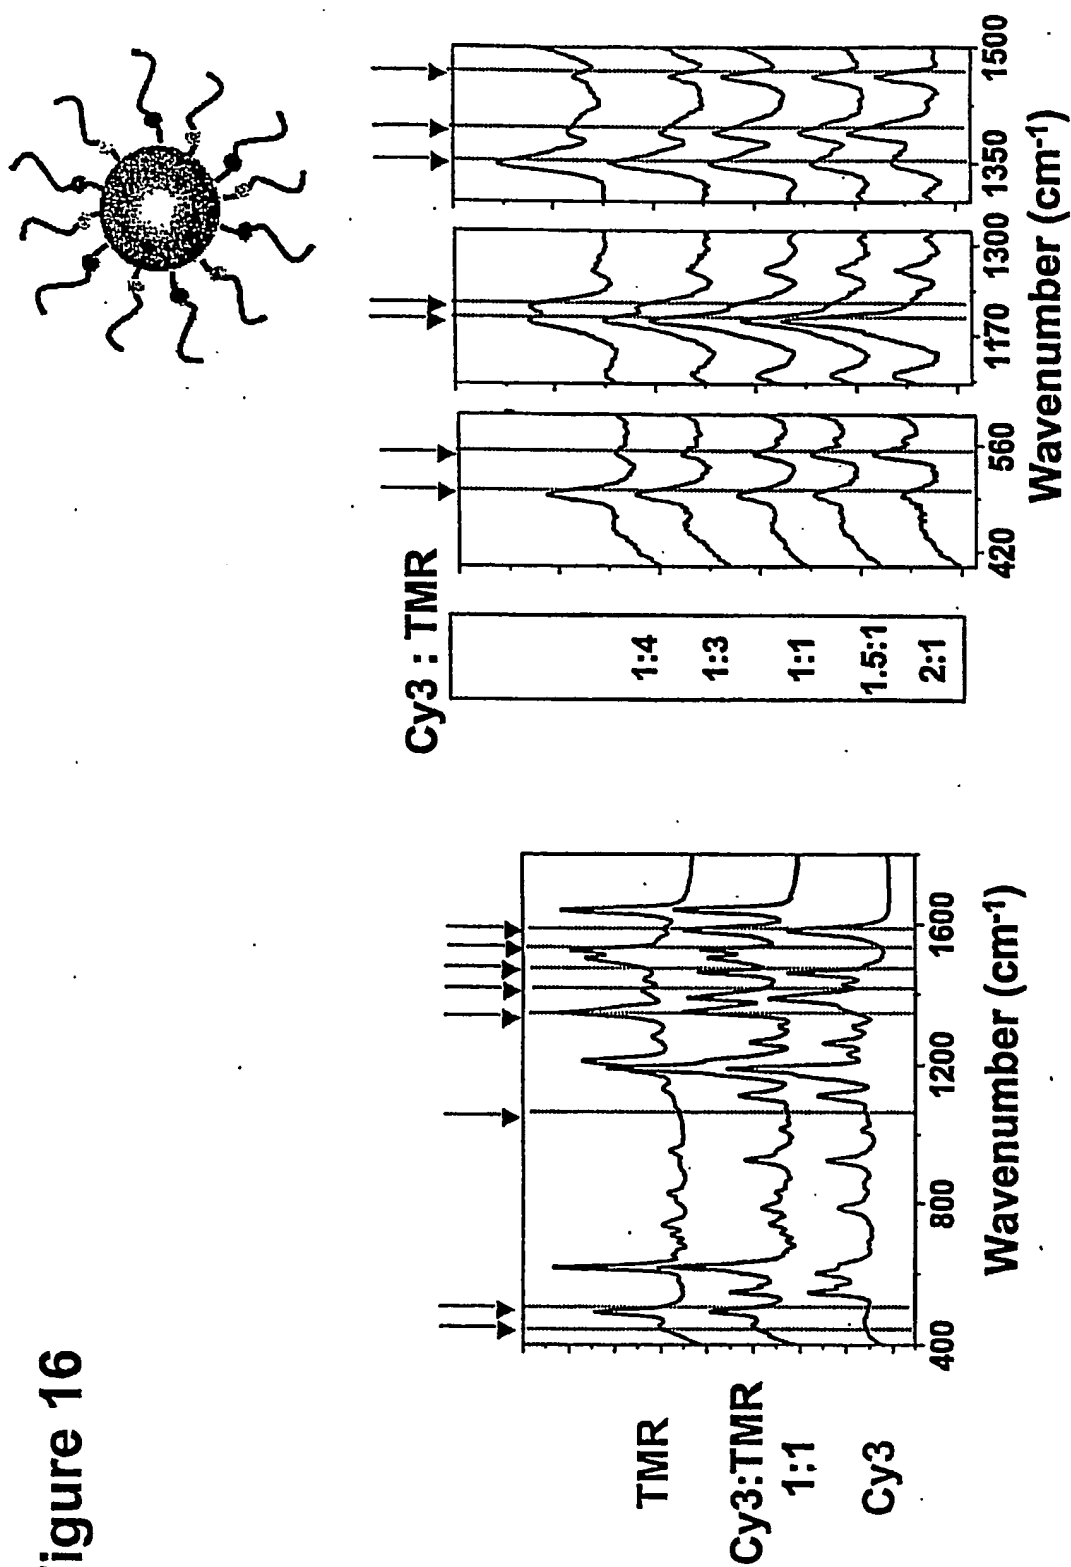 igure 16
TMR
Cy3:TMR
1:1
Cy3
400 800 1200 1600
Wavenumber (cm-1)
Cy3 : TMR
1:4
1:3
1:1
1.5:1
2:1
420 560 1170 1300 1350 1500
Wavenumber (cm-1)